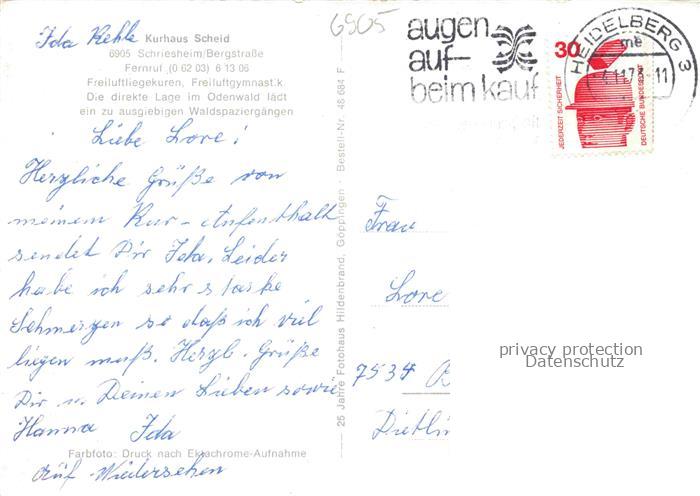 Ida Kehle
Kurhaus Scheid
6905 Schriesheim/Bergstraße
Fernruf (0 62 03) 6 13 06
Freiluftliegekuren, Freiluftgymnastik
Die direkte Lage im Odenwald lädt
ein zu ausgiebigen Waldspaziergängen
Liebe Lore!
Herzliche Grüße von
meinem Kur-Aufenthalt
sendet Dir Ida. Leider
habe ich sehr starke
Schmerzen so daß ich viel
liegen muß. Herzl. Grüße
Dir u. Deinen Lieben sowie
Hanna Ida
Farbfoto: Druck nach Ektachrome-Aufnahme
Auf Wiedersehen
25 Jahre Fotohaus Hildenbrand, Göppingen - Bestell-Nr. 48 684 F
6905
augen
auf-
beim kauf
HEIDELBERG 3
me
30
JEDERZEIT SICHERHEIT
DEUTSCHE BUNDESPOST
Frau
Lore
7534
privacy protection
Datenschutz